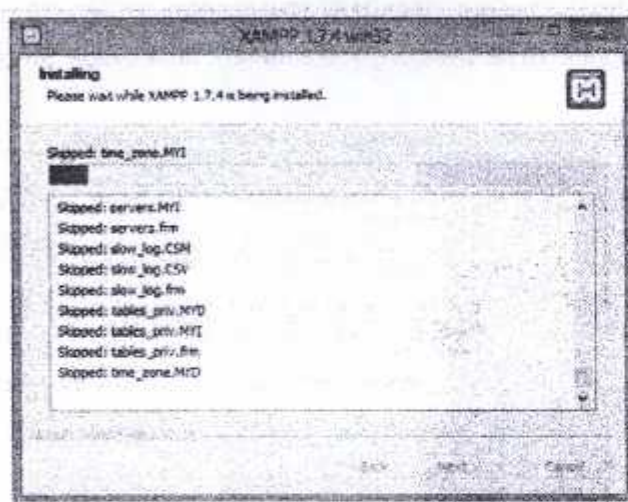 XAMPP 1.7.4 win32
Installing
Please wait while XAMPP 1.7.4 is being installed.
Skipped: time_zone.MYI
Skipped: servers.MYI
Skipped: servers.frm
Skipped: slow_log.CSM
Skipped: slow_log.CSV
Skipped: slow_log.frm
Skipped: tables_priv.MYD
Skipped: tables_priv.MYI
Skipped: tables_priv.frm
Skipped: time_zone.MYD
Back
Next
Cancel